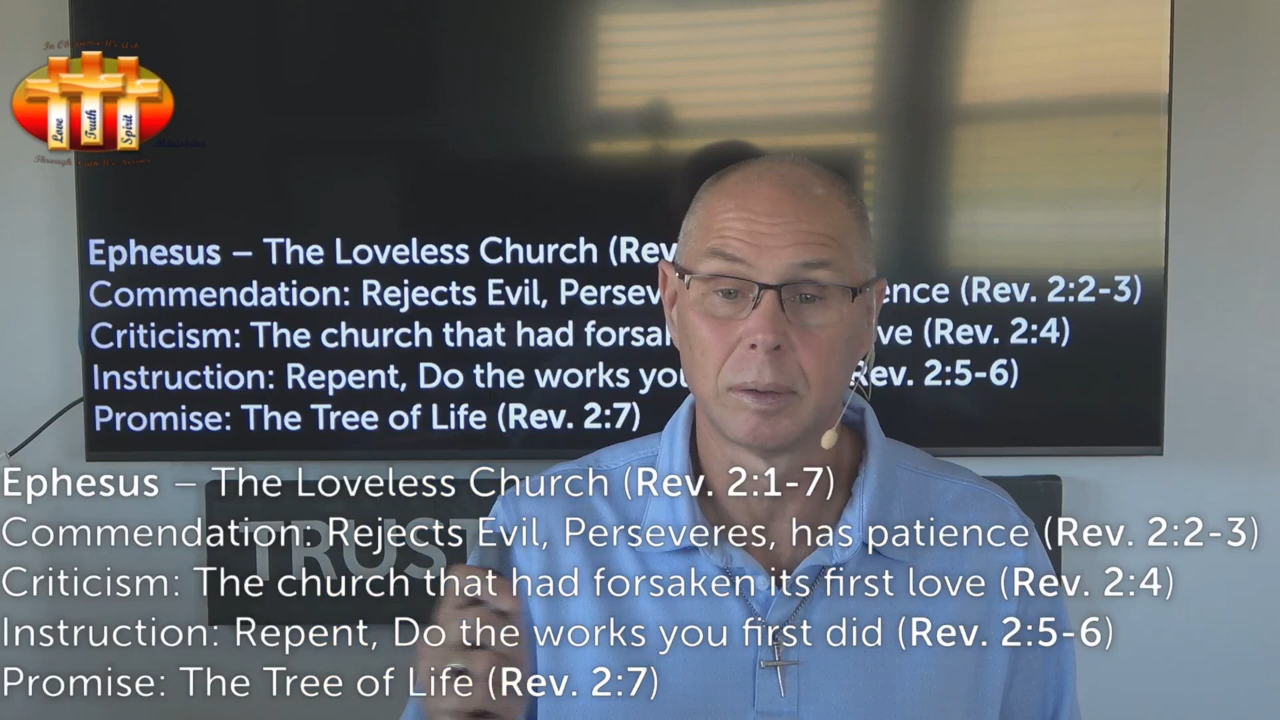 Love
Truth
Spirit
Ephesus – The Loveless Church (Rev
Commendation: Rejects Evil, Persev ence (Rev. 2:2-3)
Criticism: The church that had forsak ve (Rev. 2:4)
Instruction: Repent, Do the works you Rev. 2:5-6)
Promise: The Tree of Life (Rev. 2:7)
Ephesus – The Loveless Church (Rev. 2:1-7)
TRUST
Commendation: Rejects Evil, Perseveres, has patience (Rev. 2:2-3)
Criticism: The church that had forsaken its first love (Rev. 2:4)
Instruction: Repent, Do the works you first did (Rev. 2:5-6)
Promise: The Tree of Life (Rev. 2:7)